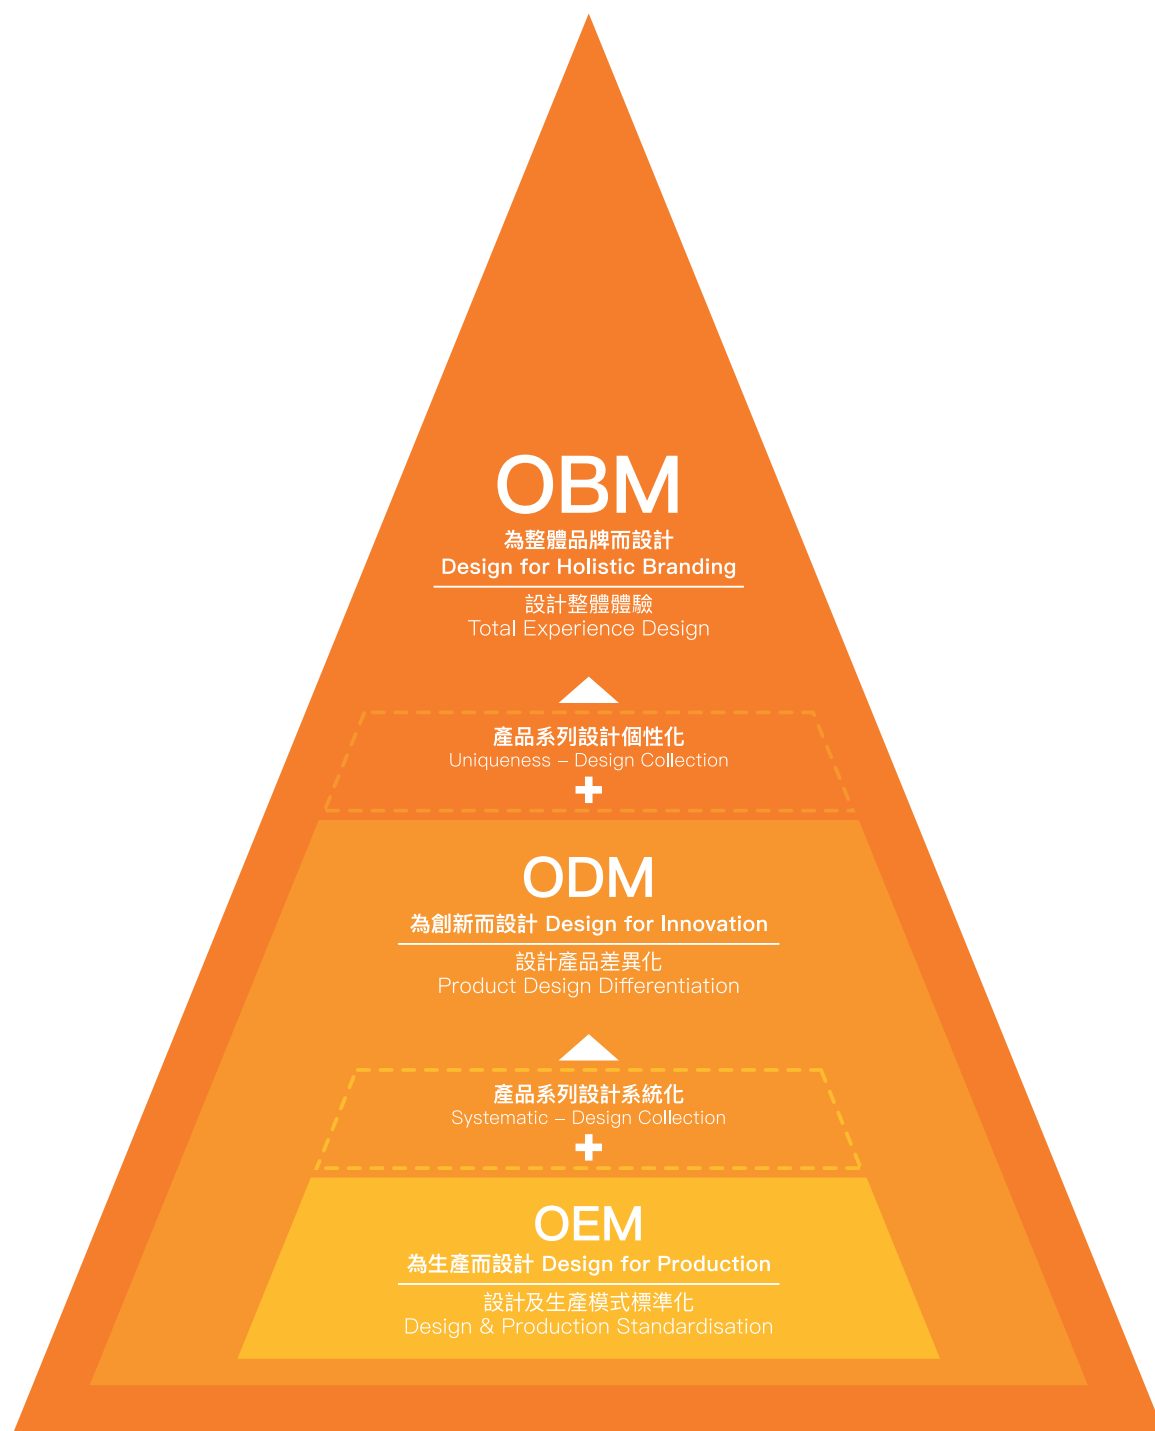 OBM
為整體品牌而設計
Design for Holistic Branding
設計整體體驗
Total Experience Design
產品系列設計個性化
Uniqueness – Design Collection
ODM
為創新而設計 Design for Innovation
設計產品差異化
Product Design Differentiation
產品系列設計系統化
Systematic – Design Collection
OEM
為生產而設計 Design for Production
設計及生產模式標準化
Design & Production Standardisation